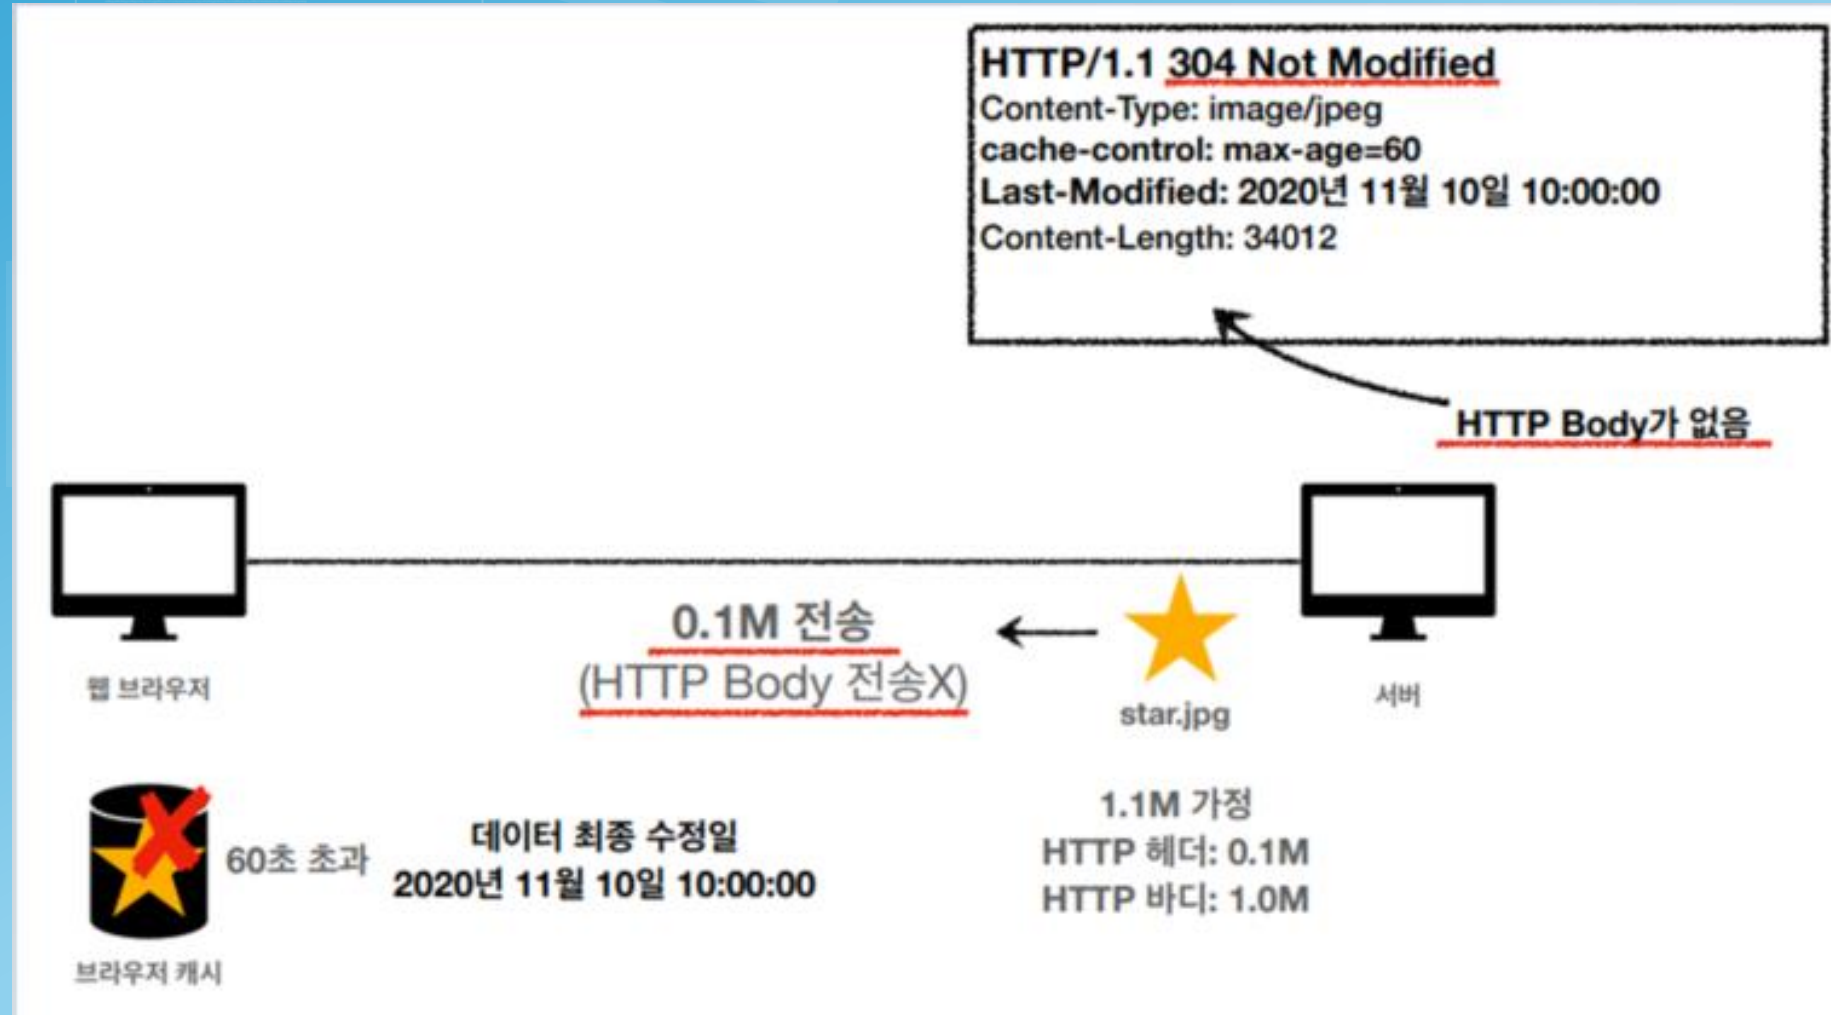 HTTP/1.1 304 Not Modified
Content-Type: image/jpeg
cache-control: max-age=60
Last-Modified: 2020년 11월 10일 10:00:00
Content-Length: 34012
HTTP Body가 없음
0.1M 전송
(HTTP Body 전송X)
웹 브라우저
star.jpg
서버
60초 초과
데이터 최종 수정일
2020년 11월 10일 10:00:00
1.1M 가정
HTTP 헤더: 0.1M
HTTP 바디: 1.0M
브라우저 캐시